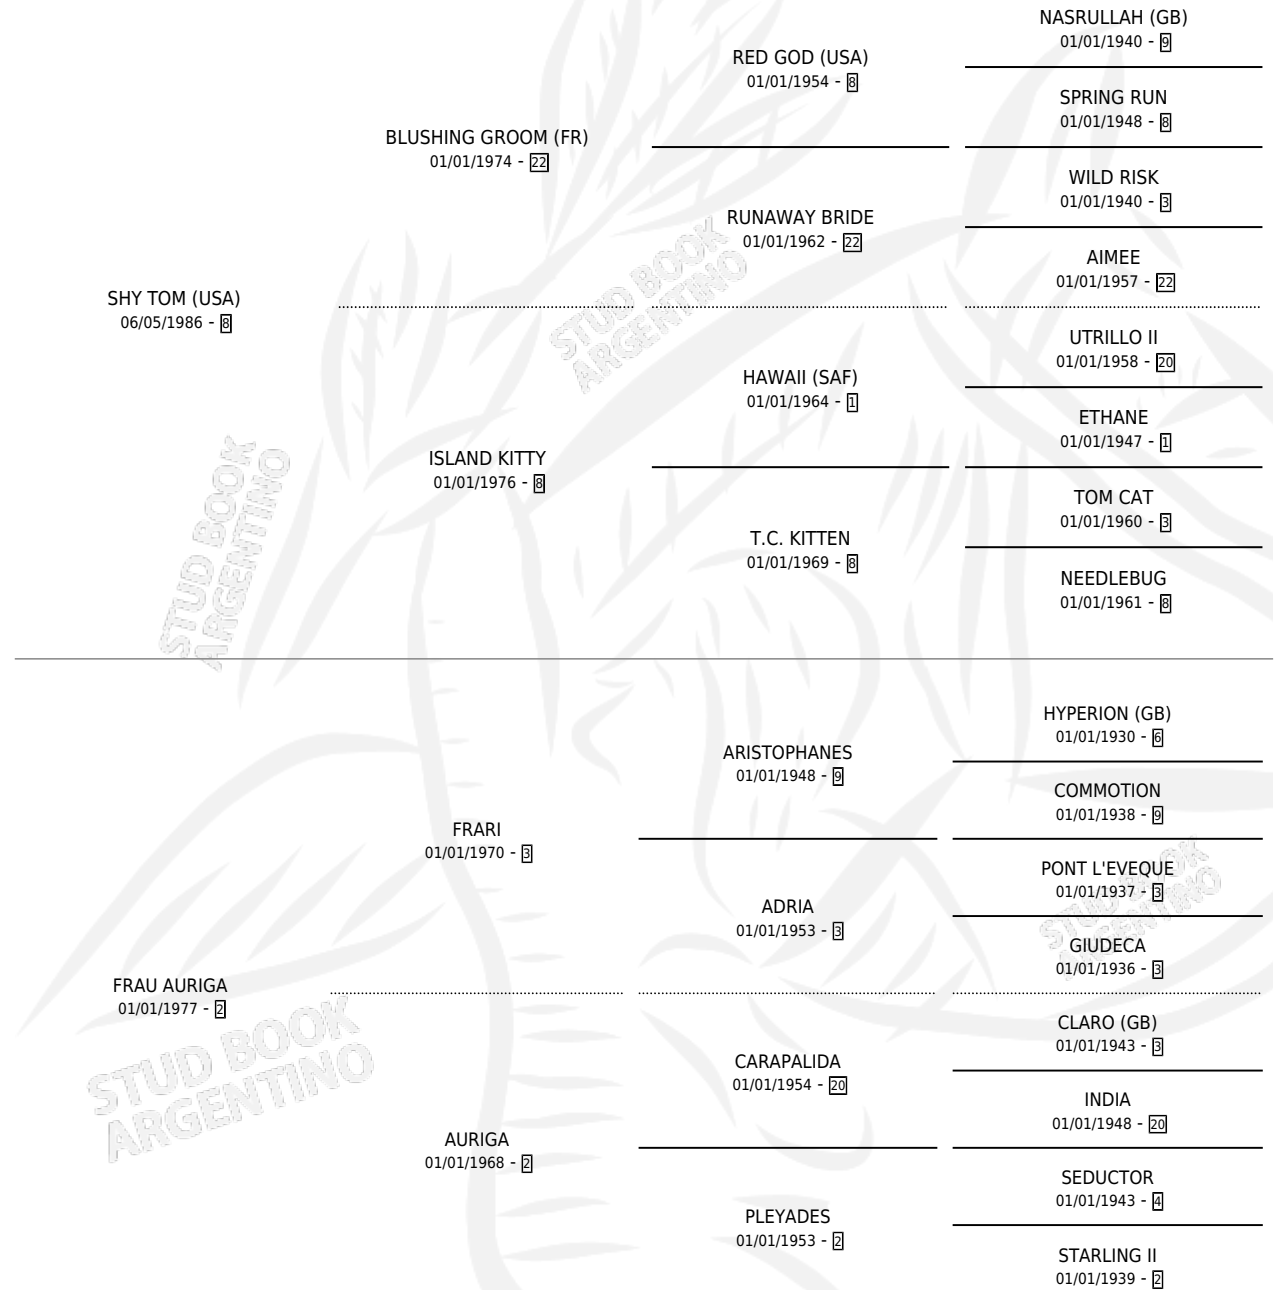 NASRULLAH (GB)
01/01/1940 - 9
RED GOD (USA)
01/01/1954 - 8
SPRING RUN
01/01/1948 - 8
BLUSHING GROOM (FR)
01/01/1974 - 22
WILD RISK
01/01/1940 - 3
RUNAWAY BRIDE
01/01/1962 - 22
AIMEE
01/01/1957 - 22
SHY TOM (USA)
06/05/1986 - 8
STUD BOOK
ARGENTINO
UTRILLO II
01/01/1958 - 20
HAWAII (SAF)
01/01/1964 - 1
ETHANE
01/01/1947 - 1
ISLAND KITTY
01/01/1976 - 8
TOM CAT
01/01/1960 - 3
T.C. KITTEN
01/01/1969 - 8
NEEDLEBUG
01/01/1961 - 8
STUD BOOK
ARGENTINO
HYPERION (GB)
01/01/1930 - 6
ARISTOPHANES
01/01/1948 - 9
COMMOTION
01/01/1938 - 9
FRARI
01/01/1970 - 3
PONT L'EVEQUE
01/01/1937 - 3
ADRIA
01/01/1953 - 3
GIUDECA
01/01/1936 - 3
STUD BOOK
ARGENTINO
FRAU AURIGA
01/01/1977 - 2
CLARO (GB)
01/01/1943 - 3
CARAPALIDA
01/01/1954 - 20
INDIA
01/01/1948 - 20
STUD BOOK
ARGENTINO
AURIGA
01/01/1968 - 2
SEDUCTOR
01/01/1943 - 4
PLEYADES
01/01/1953 - 2
STARLING II
01/01/1939 - 2